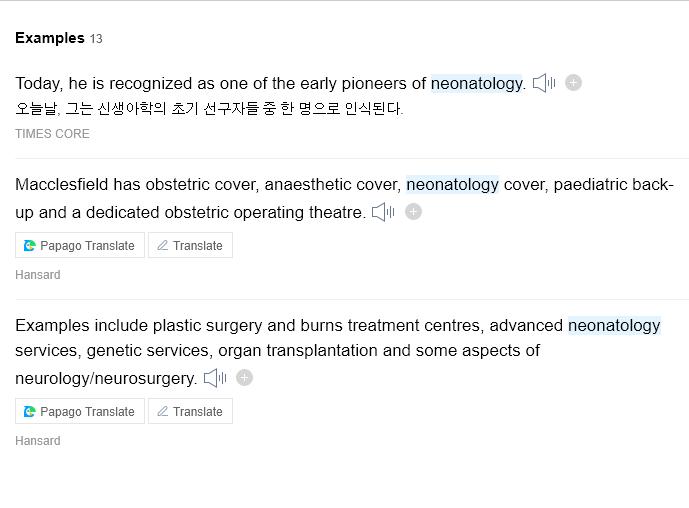 Examples 13
Today, he is recognized as one of the early pioneers of neonatology.
오늘날, 그는 신생아학의 초기 선구자들 중 한 명으로 인식된다.
TIMES CORE
Macclesfield has obstetric cover, anaesthetic cover, neonatology cover, paediatric back-
up and a dedicated obstetric operating theatre.
Papago Translate Translate
Hansard
Examples include plastic surgery and burns treatment centres, advanced neonatology
services, genetic services, organ transplantation and some aspects of
neurology/neurosurgery.
Papago Translate Translate
Hansard